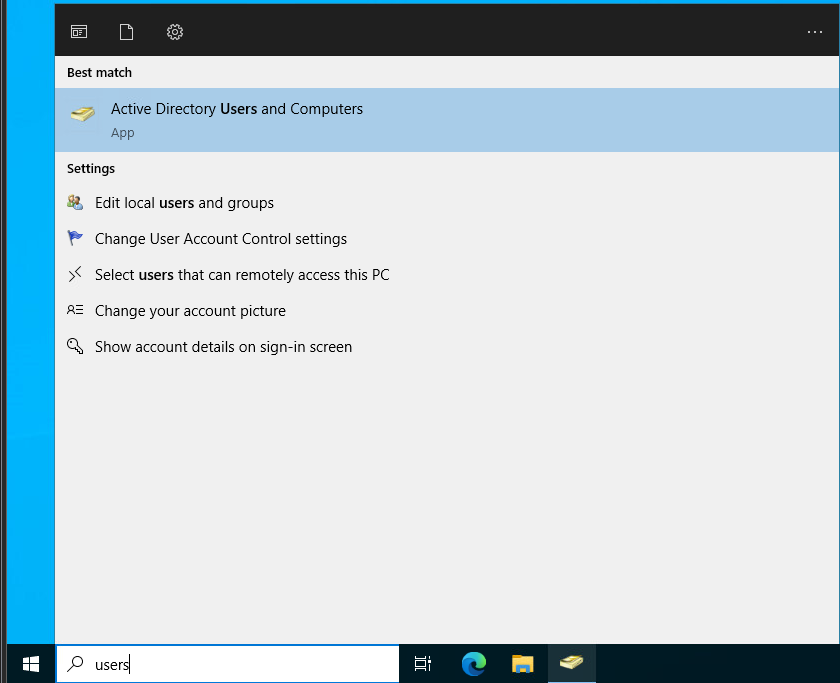 ...
Best match
Active Directory Users and Computers
App
Settings
Edit local users and groups
Change User Account Control settings
Select users that can remotely access this PC
Change your account picture
Show account details on sign-in screen
users